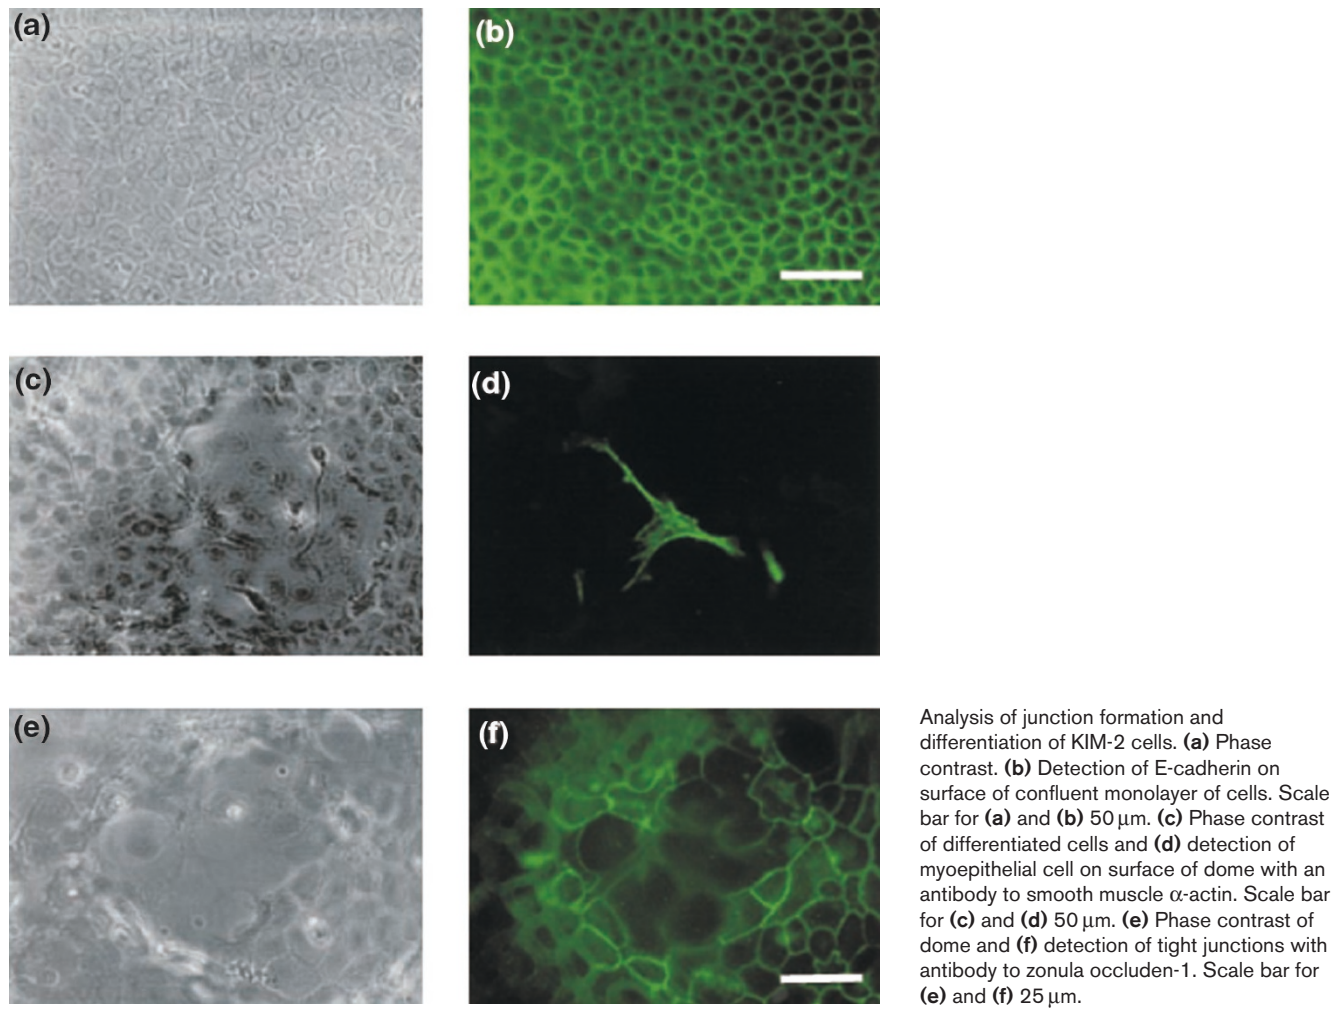 (a)
(b)
(c)
(d)
(e)
(f)
Analysis of junction formation and
differentiation of KIM-2 cells. (a) Phase
contrast. (b) Detection of E-cadherin on
surface of confluent monolayer of cells. Scale
bar for (a) and (b) 50 µm. (c) Phase contrast
of differentiated cells and (d) detection of
myoepithelial cell on surface of dome with an
antibody to smooth muscle α-actin. Scale bar
for (c) and (d) 50 µm. (e) Phase contrast of
dome and (f) detection of tight junctions with
antibody to zonula occluden-1. Scale bar for
(e) and (f) 25 µm.